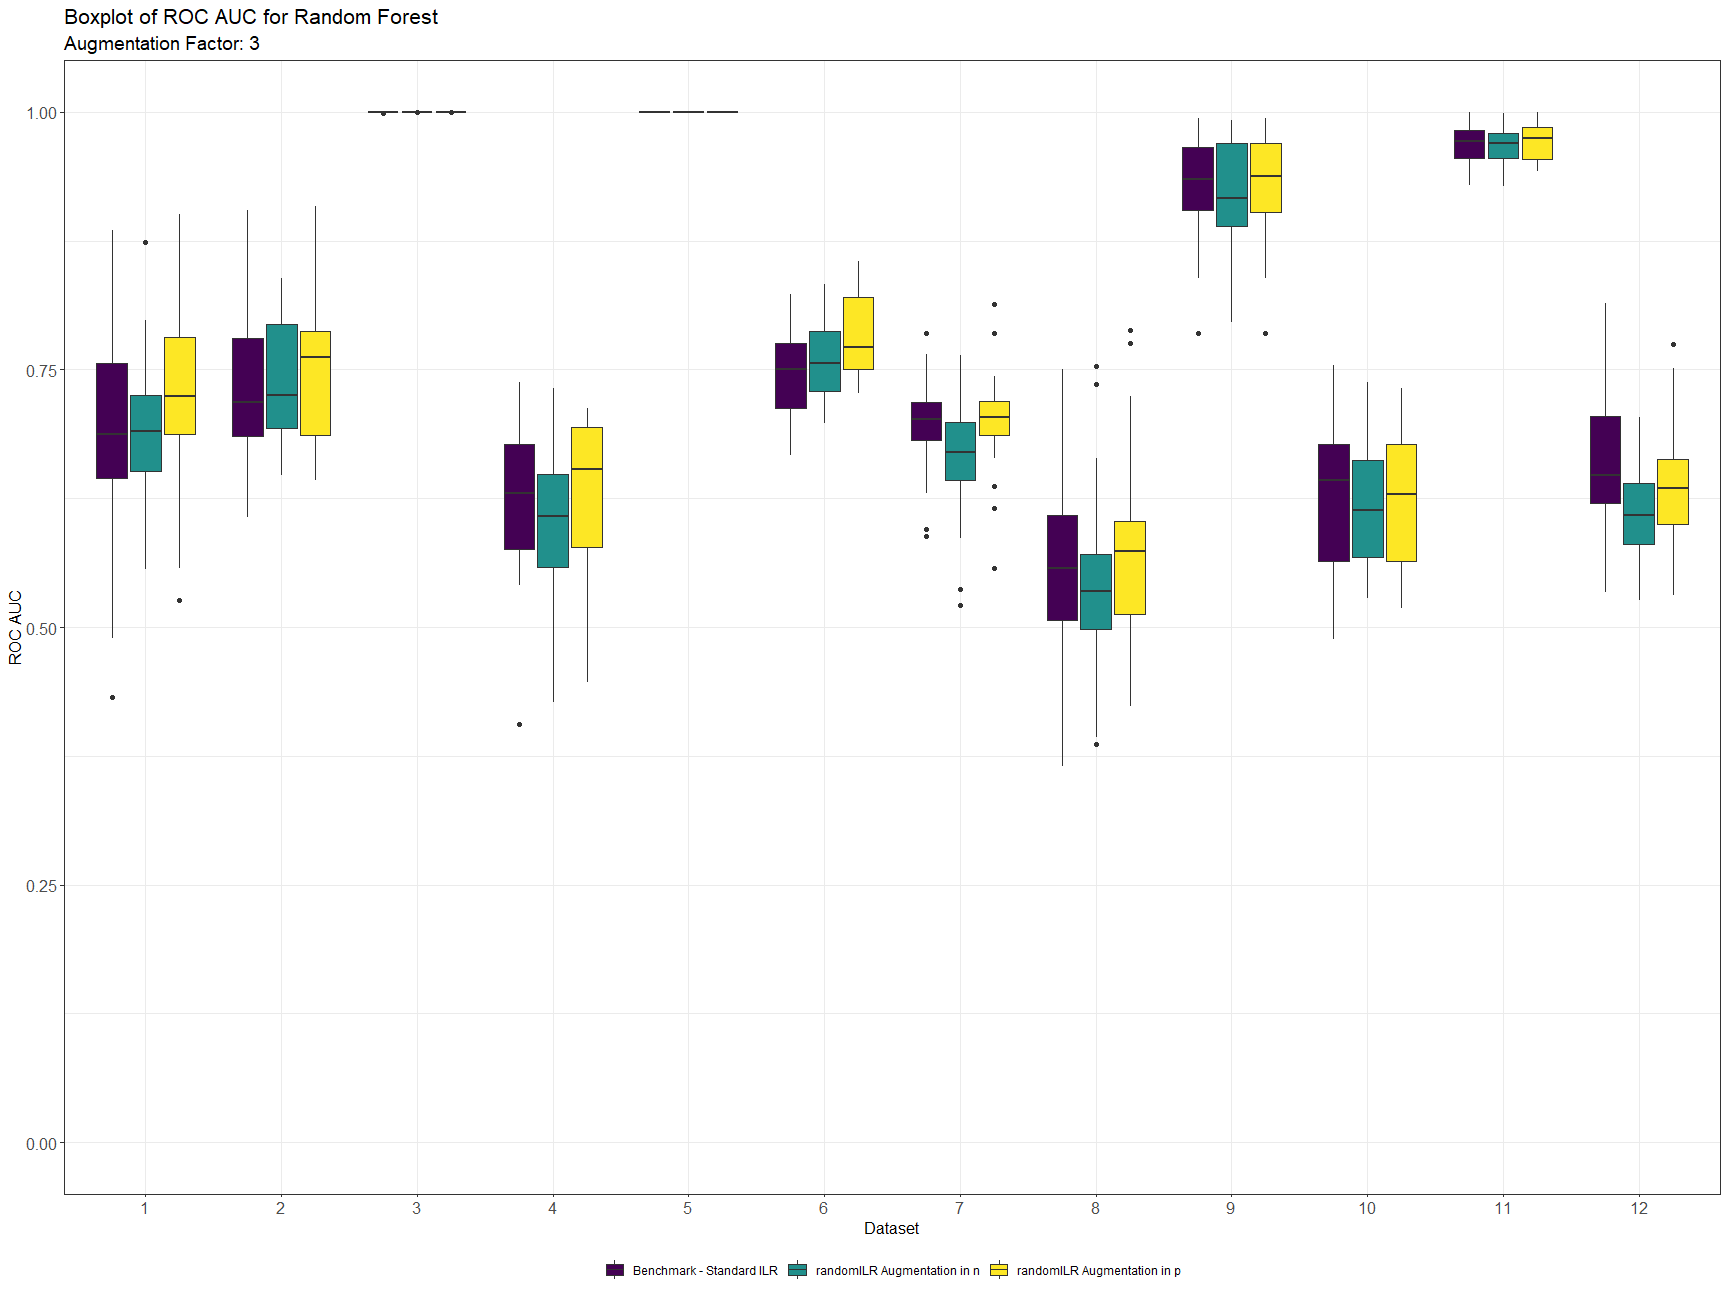 Boxplot of ROC AUC for Random Forest
Augmentation Factor: 3
1.00
0.75
0.50
0.25
0.00
ROC AUC
1 2 3 4 5 6 7 8 9 10 11 12
Dataset
Benchmark - Standard ILR randomILR Augmentation in n randomILR Augmentation in p